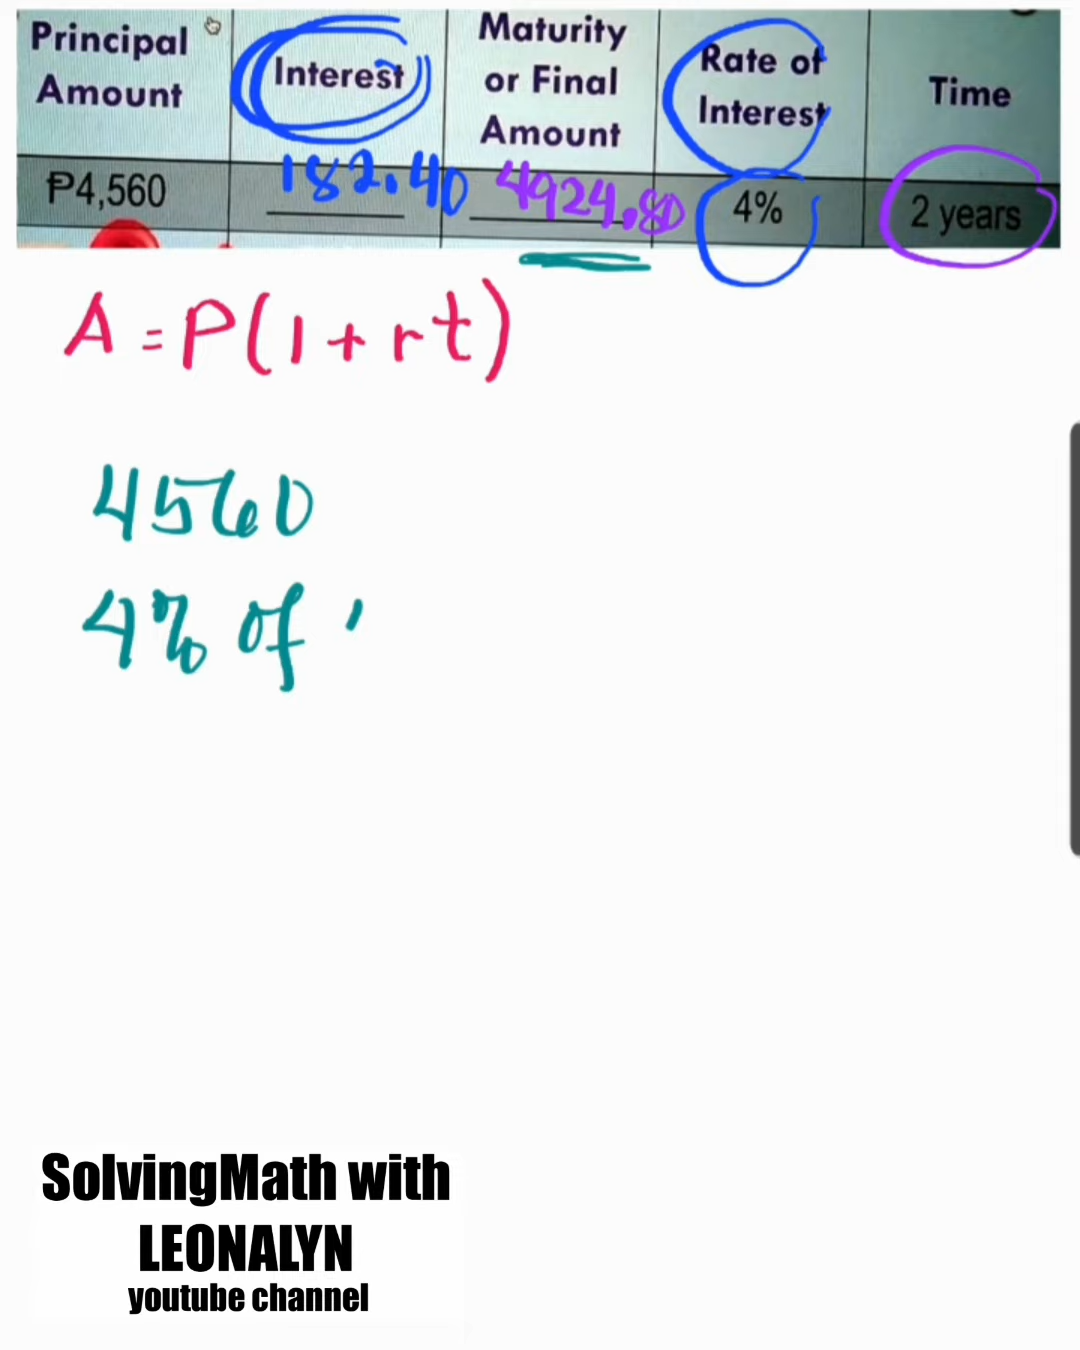 Principal Amount
Interest
Maturity or Final Amount
Rate of Interest
Time
₱4,560
182.40
4924.80
4%
2 years
A = P(1 + rt)
4560
4% of
SolvingMath with
LEONALYN
youtube channel